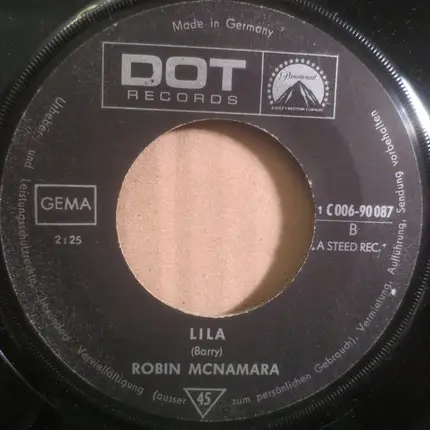 Made in Germany
DOT
RECORDS
Paramount
GEMA
2:25
1 C 006-90 087
B
A STEED REC.
LILA
(Barry)
ROBIN MCNAMARA
45
Urheber- und Leistungsschutzrechte
Vervielfältigung (ausser zum persönlichen Gebrauch), Vermietung, Aufführung, Sendung vorbehalten